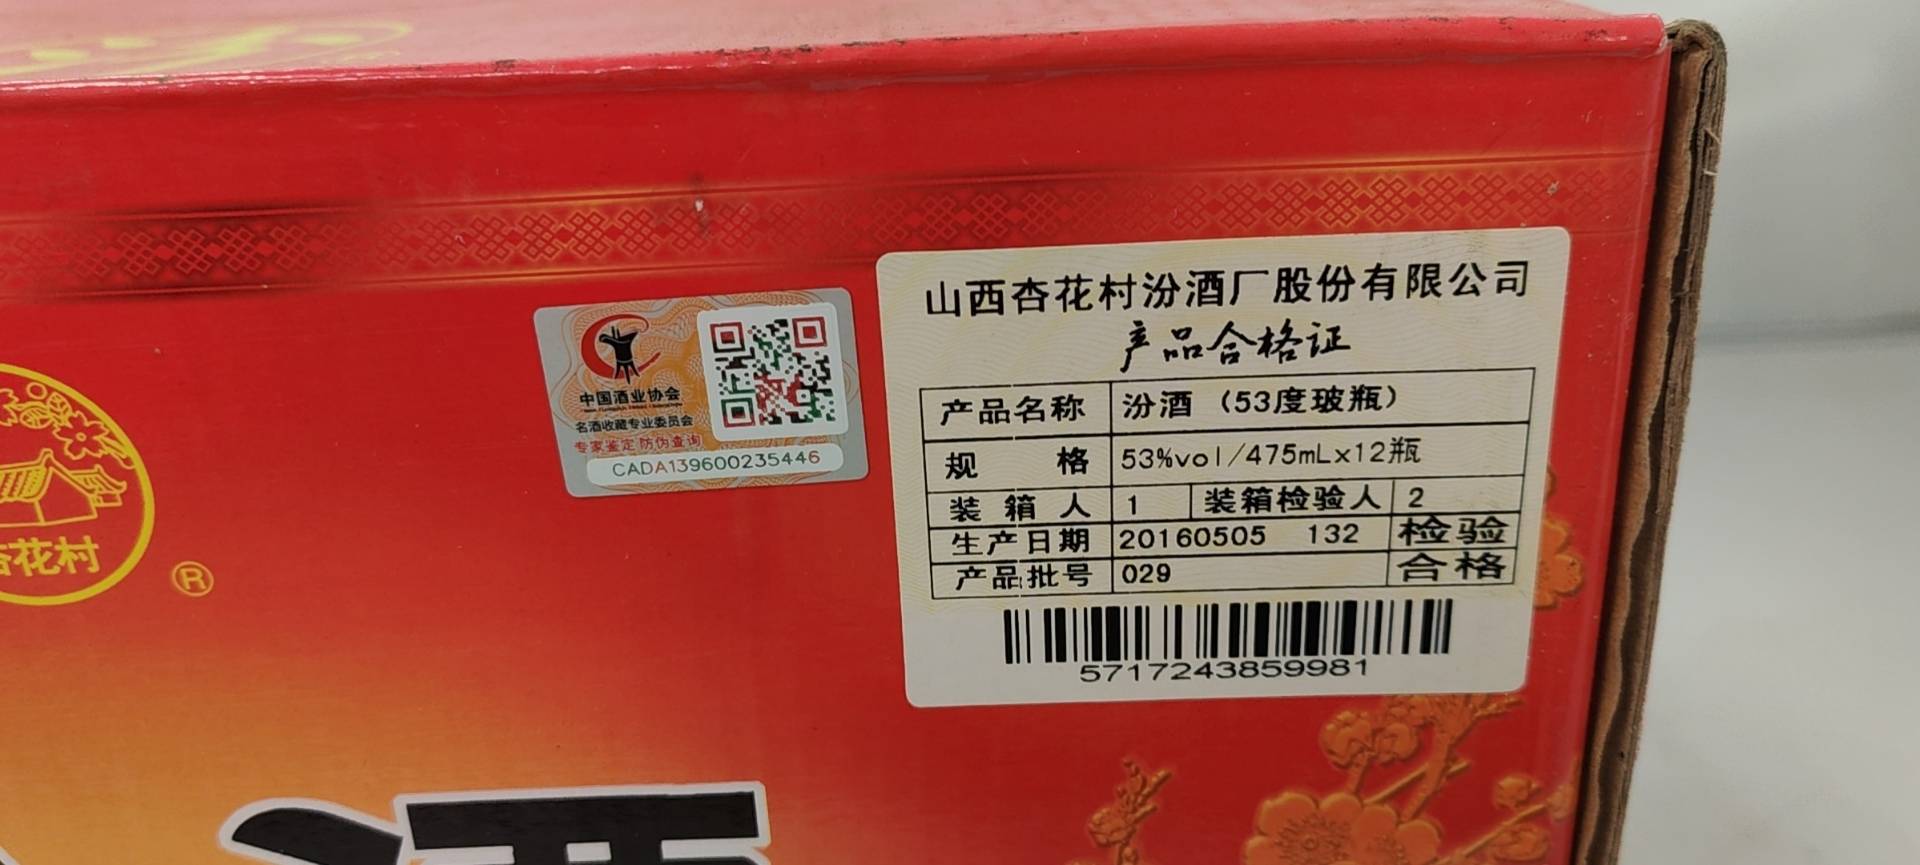 山西杏花村汾酒厂股份有限公司
产品合格证
产品名称 汾酒（53度玻瓶）
规格 53%vol/475mLx12瓶
装箱人 1 装箱检验人 2
生产日期 20160505 132 检验
产品批号 029 合格
5717243859981
中国酒业协会
名酒收藏专业委员会
专家鉴定 防伪查询
CADA139600235446
杏花村
®